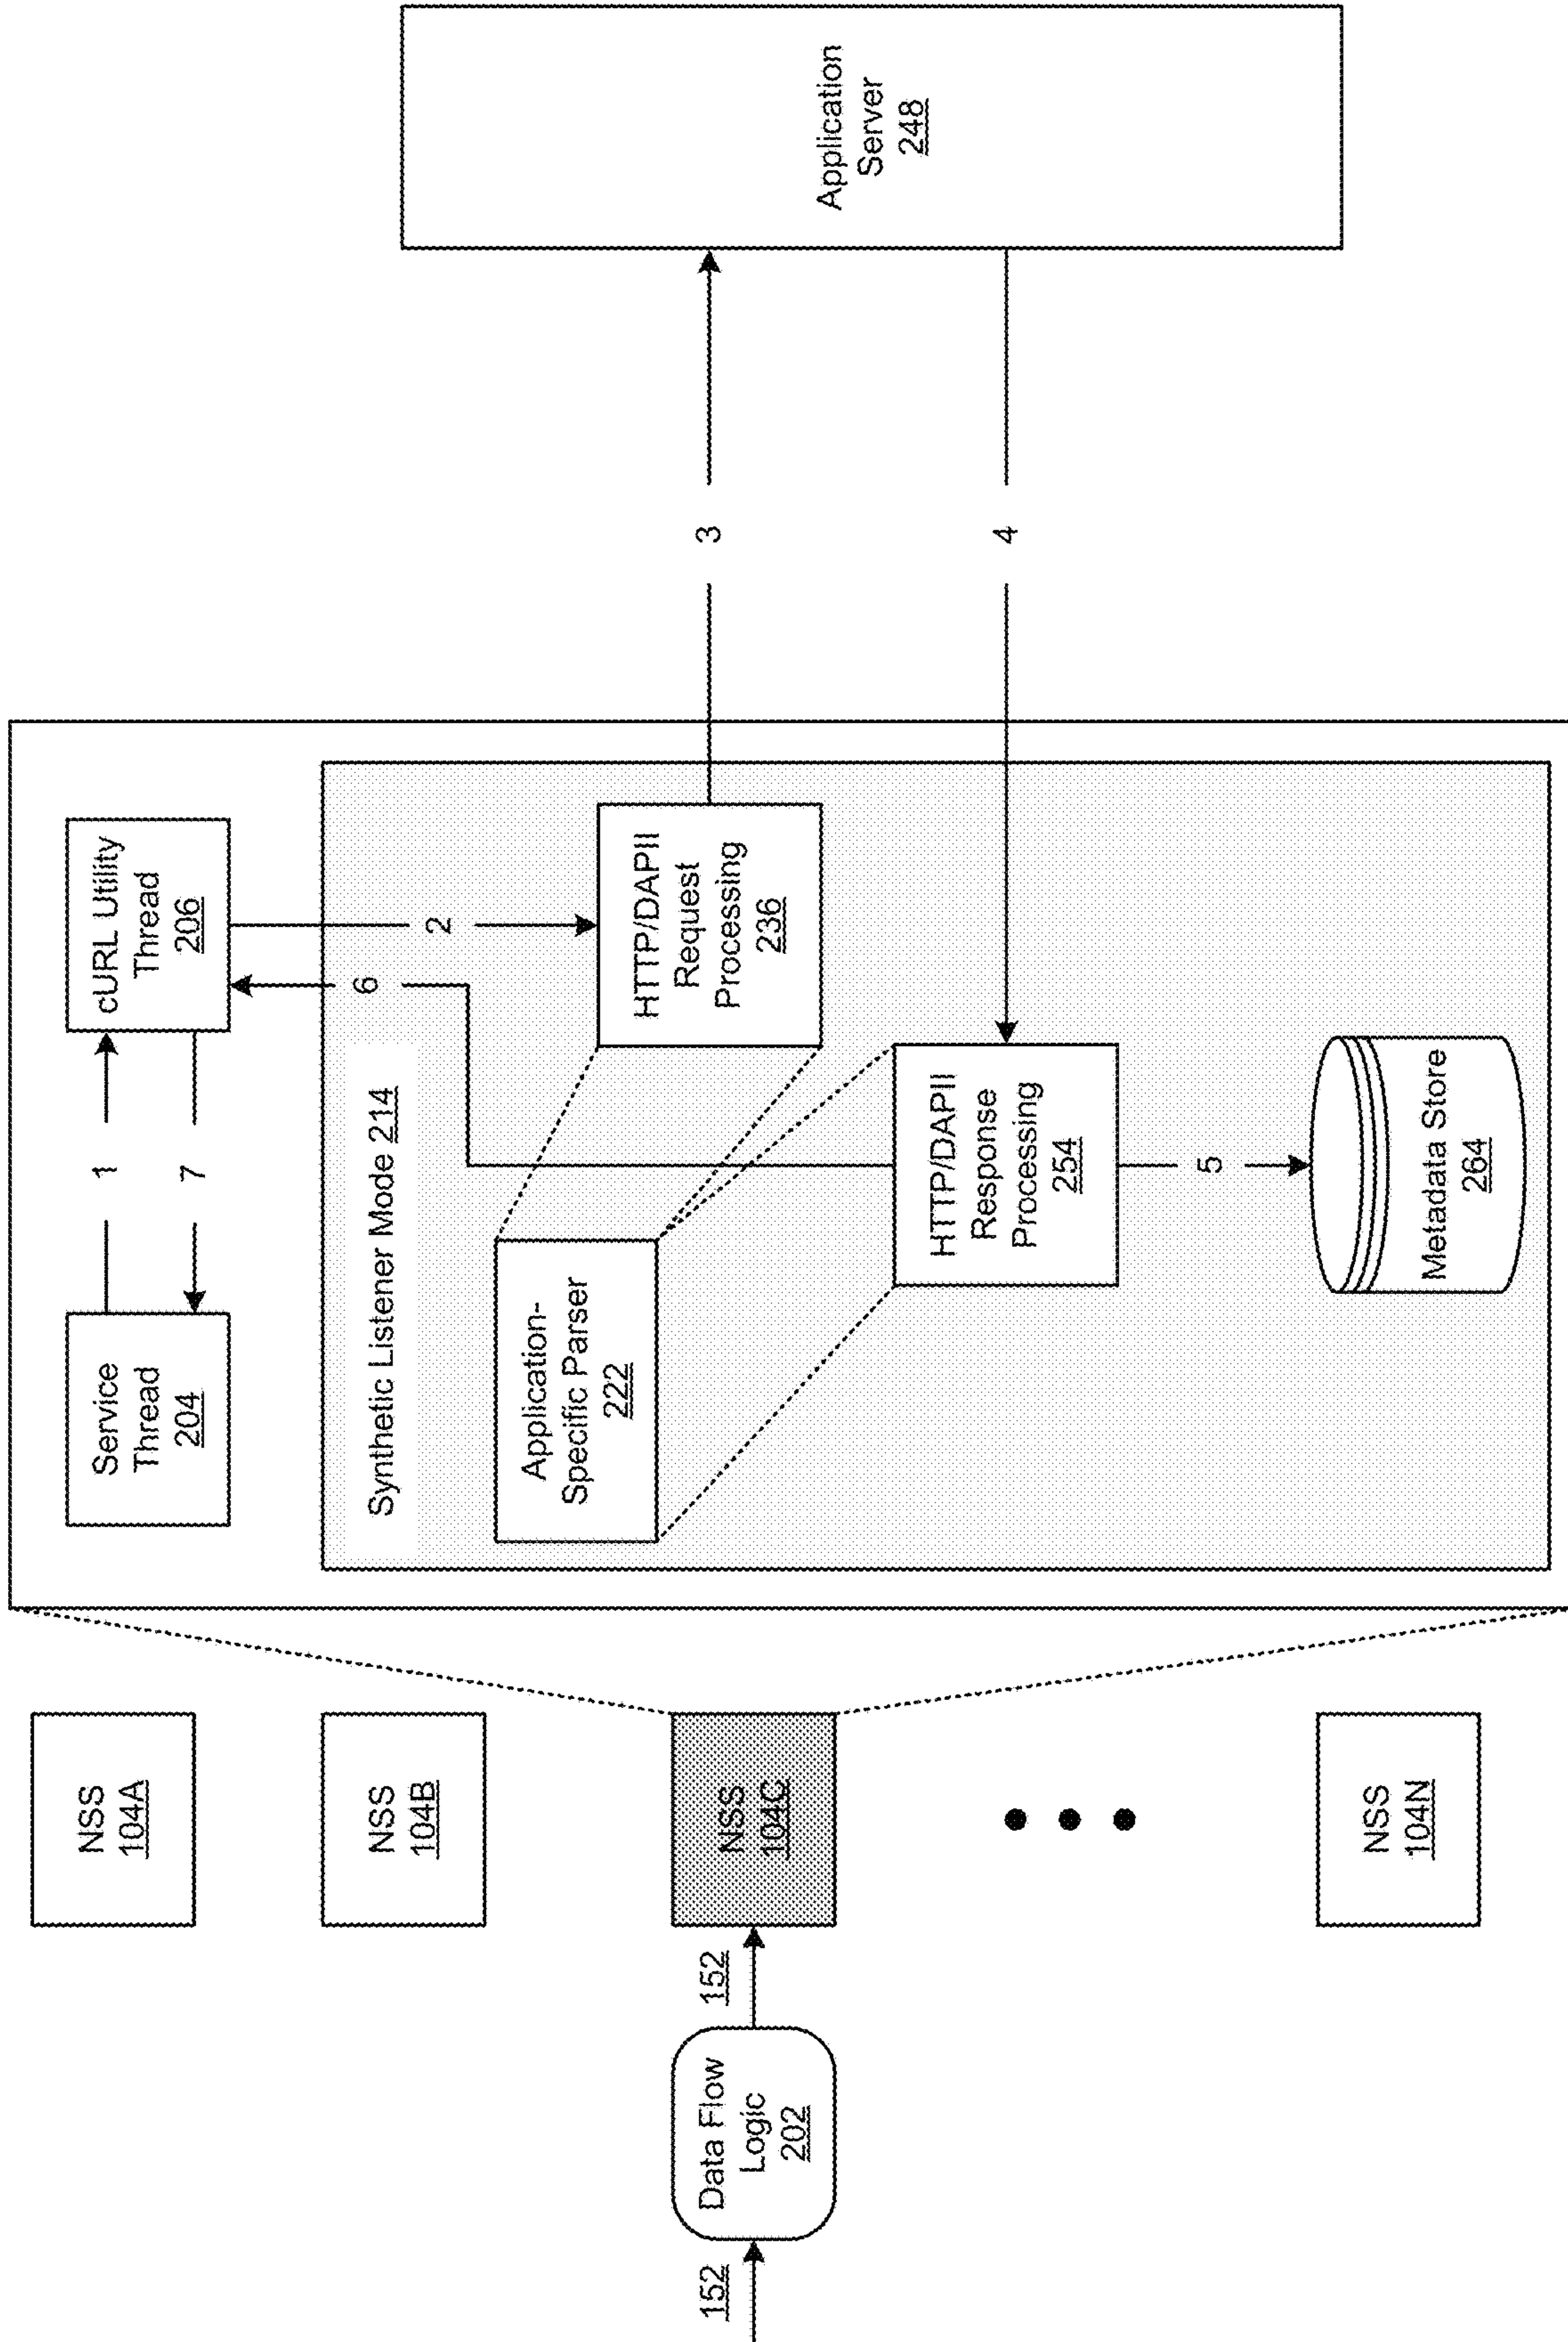 152
Data Flow
Logic
202
152
NSS
104A
NSS
104B
NSS
104C
NSS
104N
Service
Thread
204
1
7
cURL Utility
Thread
206
2
6
Synthetic Listener Mode 214
Application-
Specific Parser
222
HTTP/DAPII
Request
Processing
236
HTTP/DAPII
Response
Processing
254
5
Metadata Store
264
3
4
Application
Server
248